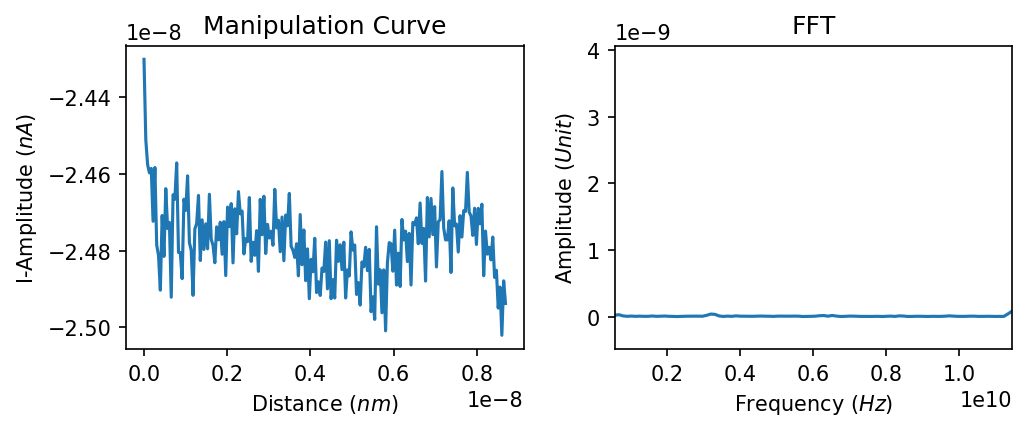 Manipulation Curve
1e−8
−2.44
−2.46
−2.48
−2.50
I-Amplitude (nA)
0.0 0.2 0.4 0.6 0.8
1e−8
Distance (nm)
FFT
1e−9
4
3
2
1
0
Amplitude (Unit)
0.2 0.4 0.6 0.8 1.0
1e10
Frequency (Hz)